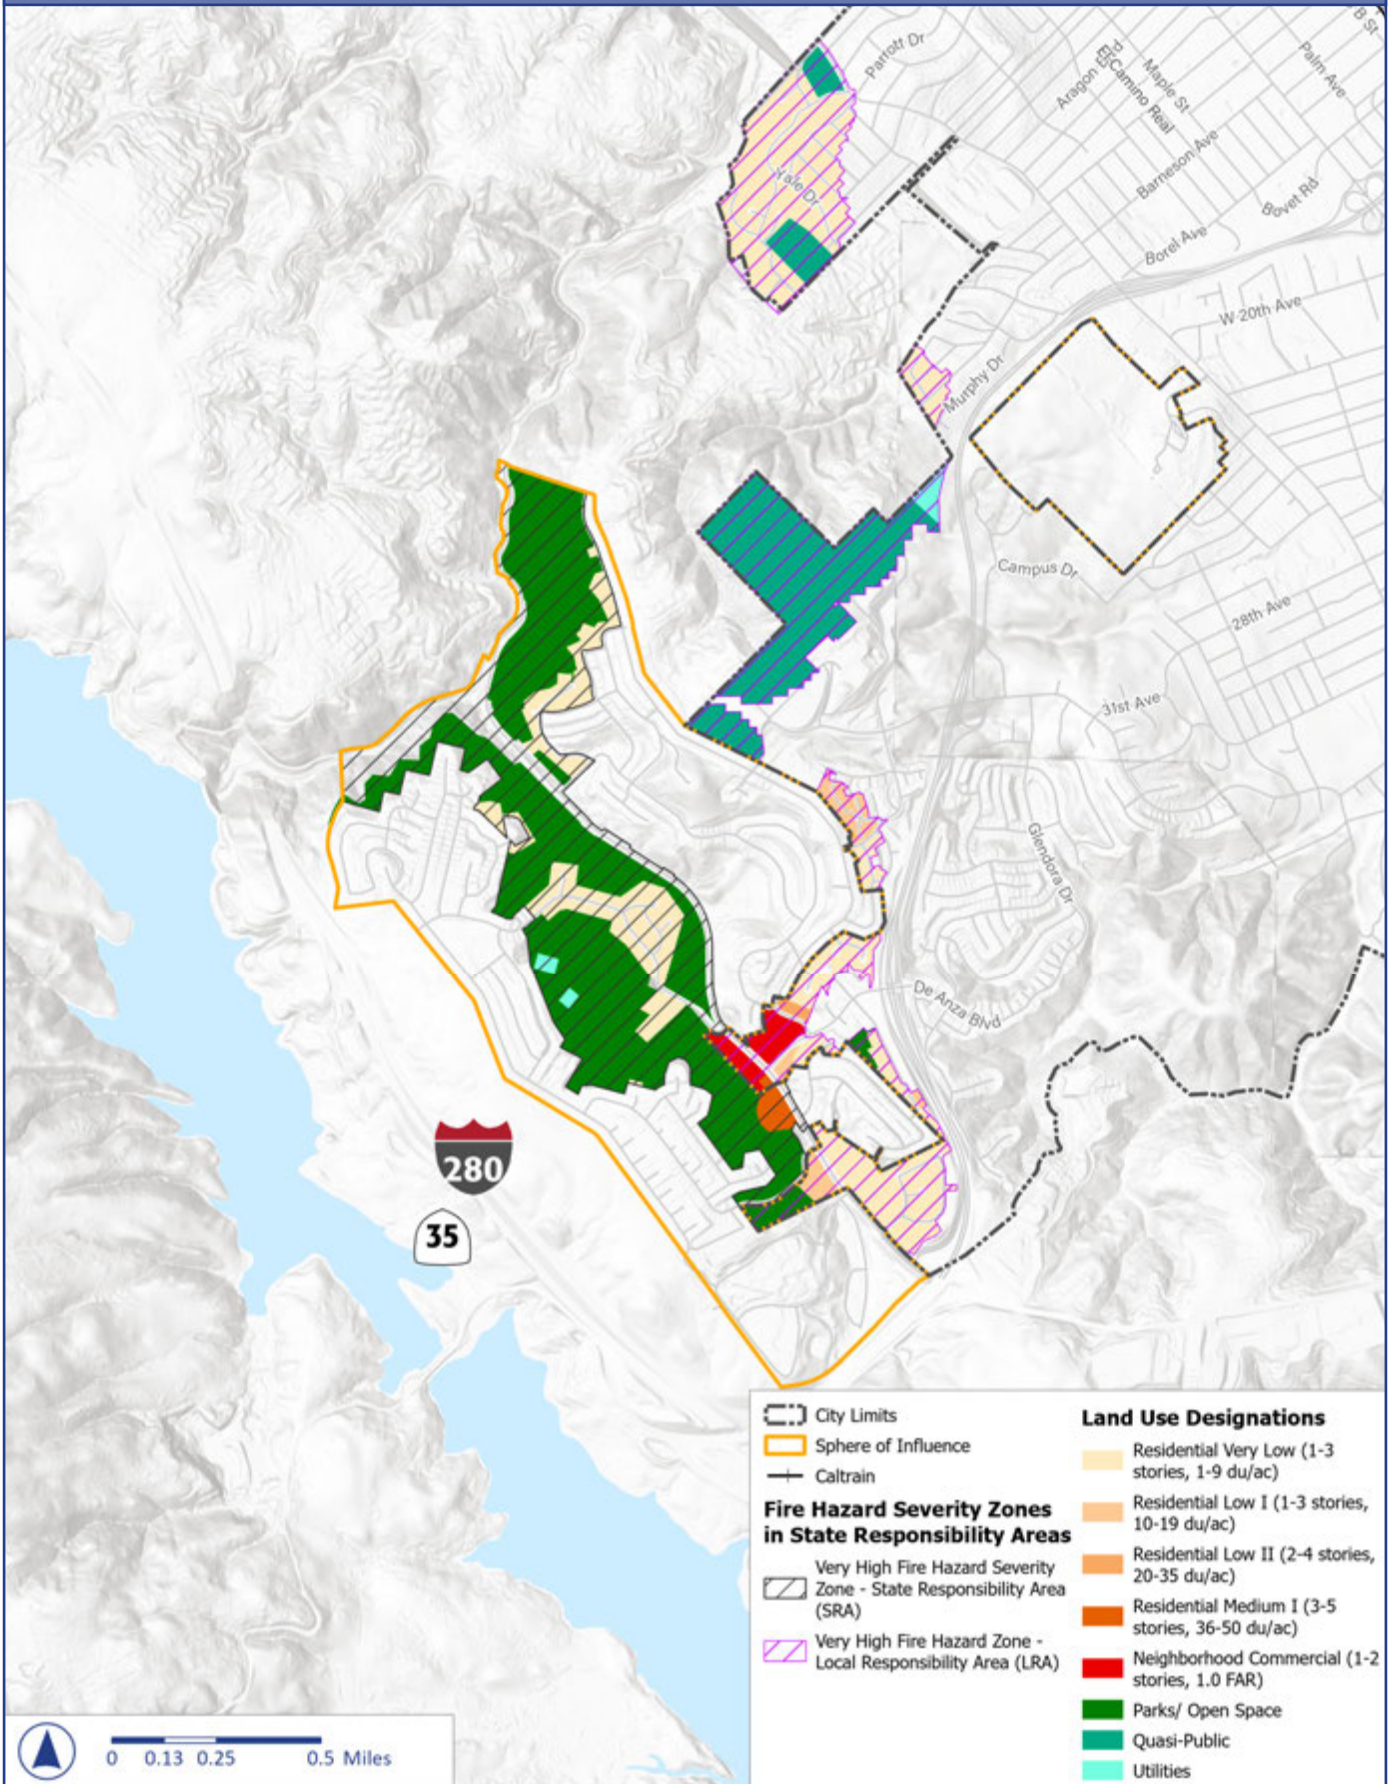 B St
Parrott Dr
Aragon Blvd
El Camino Real
Maple St
Palm Ave
Barneson Ave
Yale Dr
Bovet Rd
Borel Ave
W 20th Ave
Murphy Dr
Campus Dr
28th Ave
31st Ave
Glendora Dr
De Anza Blvd
280
35
City Limits
Sphere of Influence
Caltrain
Fire Hazard Severity Zones
in State Responsibility Areas
Very High Fire Hazard Severity
Zone - State Responsibility Area
(SRA)
Very High Fire Hazard Zone -
Local Responsibility Area (LRA)
Land Use Designations
Residential Very Low (1-3
stories, 1-9 du/ac)
Residential Low I (1-3 stories,
10-19 du/ac)
Residential Low II (2-4 stories,
20-35 du/ac)
Residential Medium I (3-5
stories, 36-50 du/ac)
Neighborhood Commercial (1-2
stories, 1.0 FAR)
Parks/ Open Space
Quasi-Public
Utilities
0 0.13 0.25 0.5 Miles